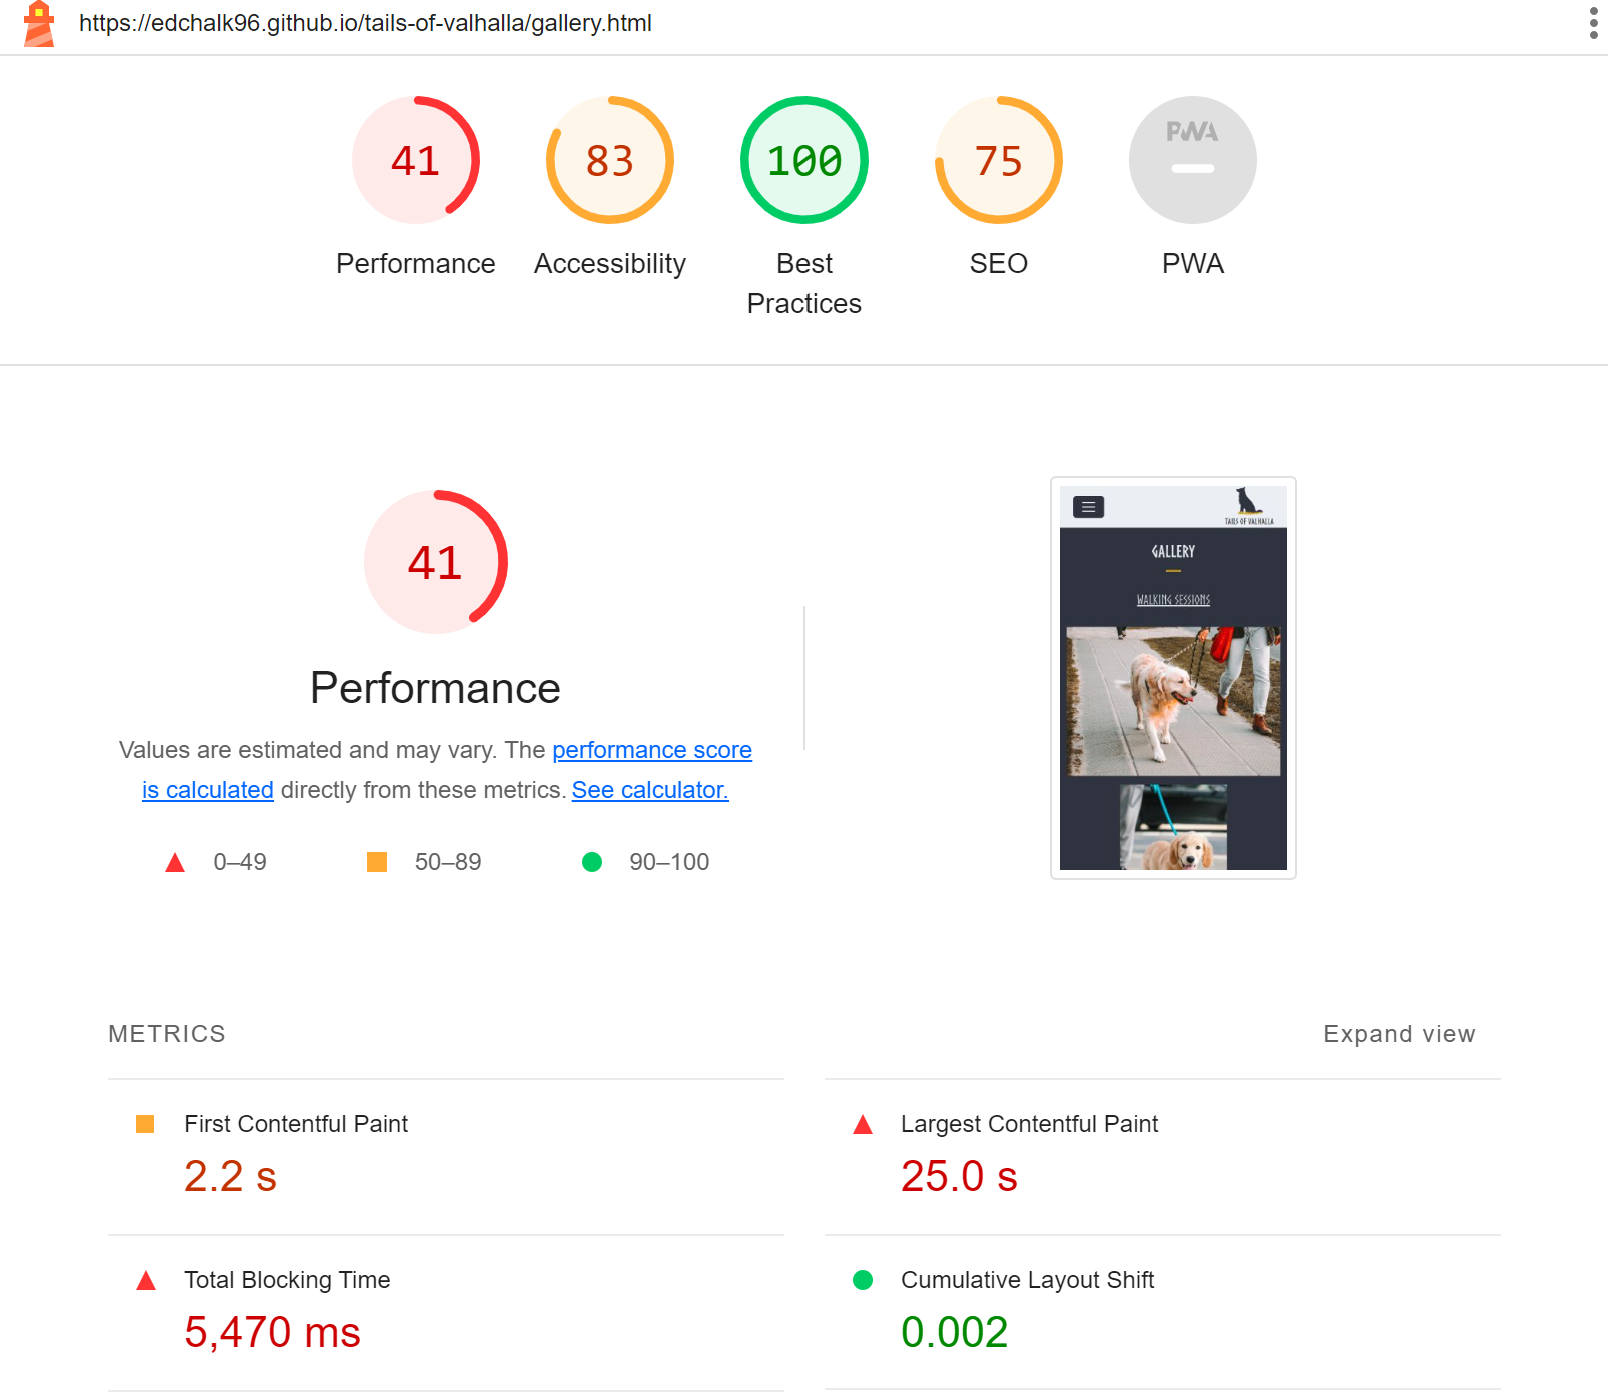 https://edchalk96.github.io/tails-of-valhalla/gallery.html
41
83
100
75
PWA
Performance
Accessibility
Best
Practices
SEO
PWA
41
Performance
Values are estimated and may vary. The performance score
is calculated directly from these metrics. See calculator.
0–49
50–89
90–100
TAILS OF VALHALLA
GALLERY
WALKING SESSIONS
METRICS
Expand view
First Contentful Paint
2.2 s
Largest Contentful Paint
25.0 s
Total Blocking Time
5,470 ms
Cumulative Layout Shift
0.002